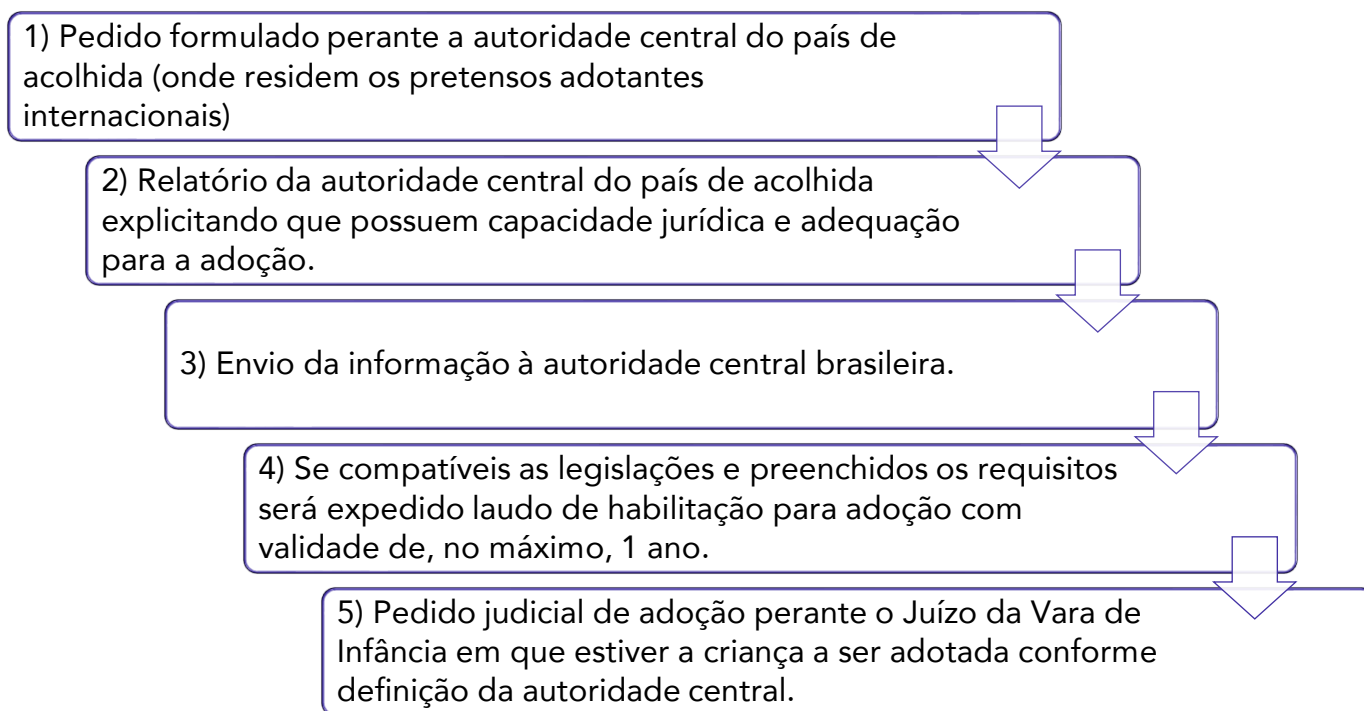 1) Pedido formulado perante a autoridade central do país de
acolhida (onde residem os pretensos adotantes
internacionais)
2) Relatório da autoridade central do país de acolhida
explicitando que possuem capacidade jurídica e adequação
para a adoção.
3) Envio da informação à autoridade central brasileira.
4) Se compatíveis as legislações e preenchidos os requisitos
será expedido laudo de habilitação para adoção com
validade de, no máximo, 1 ano.
5) Pedido judicial de adoção perante o Juízo da Vara de
Infância em que estiver a criança a ser adotada conforme
definição da autoridade central.